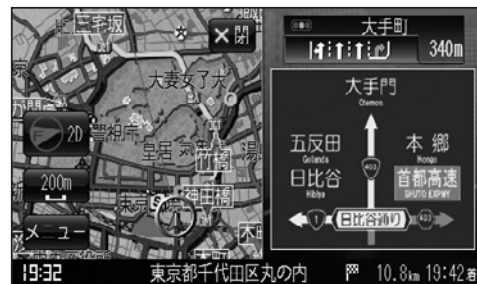 三宅坂
×閉
大妻女子大
2D
警視庁
皇居
竹橋
200m
神田橋
東京
メニュー
19:32
東京都千代田区丸の内
10.8km 19:42着
大手町
340m
大手門
Otemon
五反田
Gotanda
日比谷
Hibiya
本郷
Hongo
首都高速
SHUTO EXPWY
403
1
日比谷通り
403